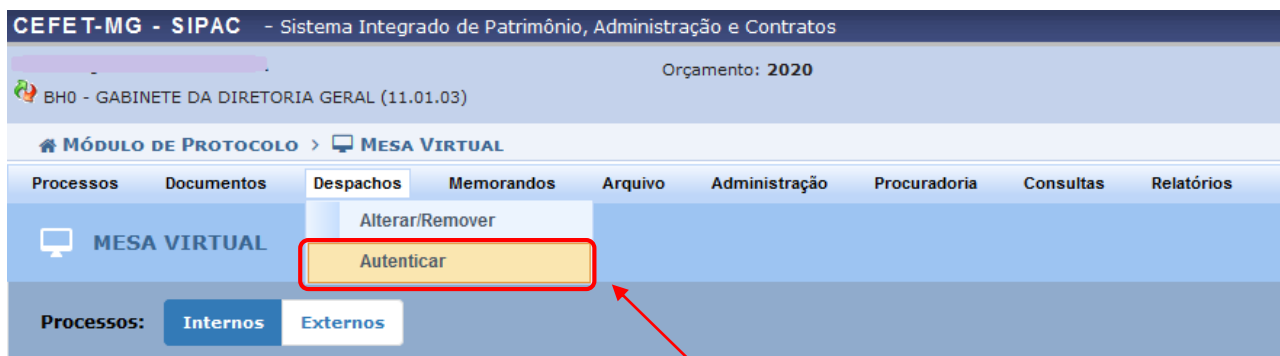 CEFET-MG - SIPAC - Sistema Integrado de Patrimônio, Administração e Contratos
Orçamento: 2020
BH0 - GABINETE DA DIRETORIA GERAL (11.01.03)
MÓDULO DE PROTOCOLO > MESA VIRTUAL
Processos Documentos Despachos Memorandos Arquivo Administração Procuradoria Consultas Relatórios
Alterar/Remover
MESA VIRTUAL
Autenticar
Processos: Internos Externos